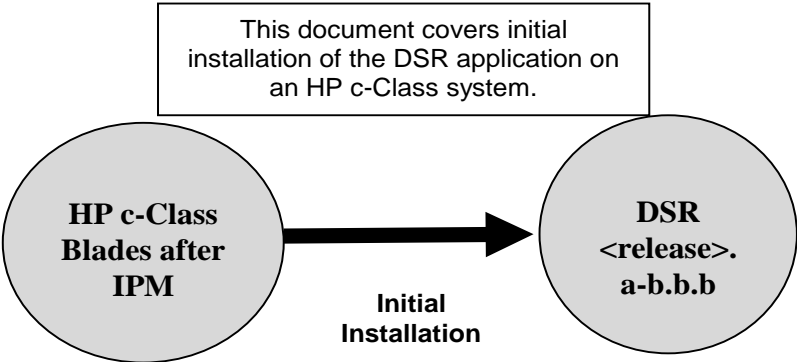 This document covers initial
installation of the DSR application on
an HP c-Class system.
HP c-Class
Blades after
IPM
Initial
Installation
DSR
<release>.
a-b.b.b